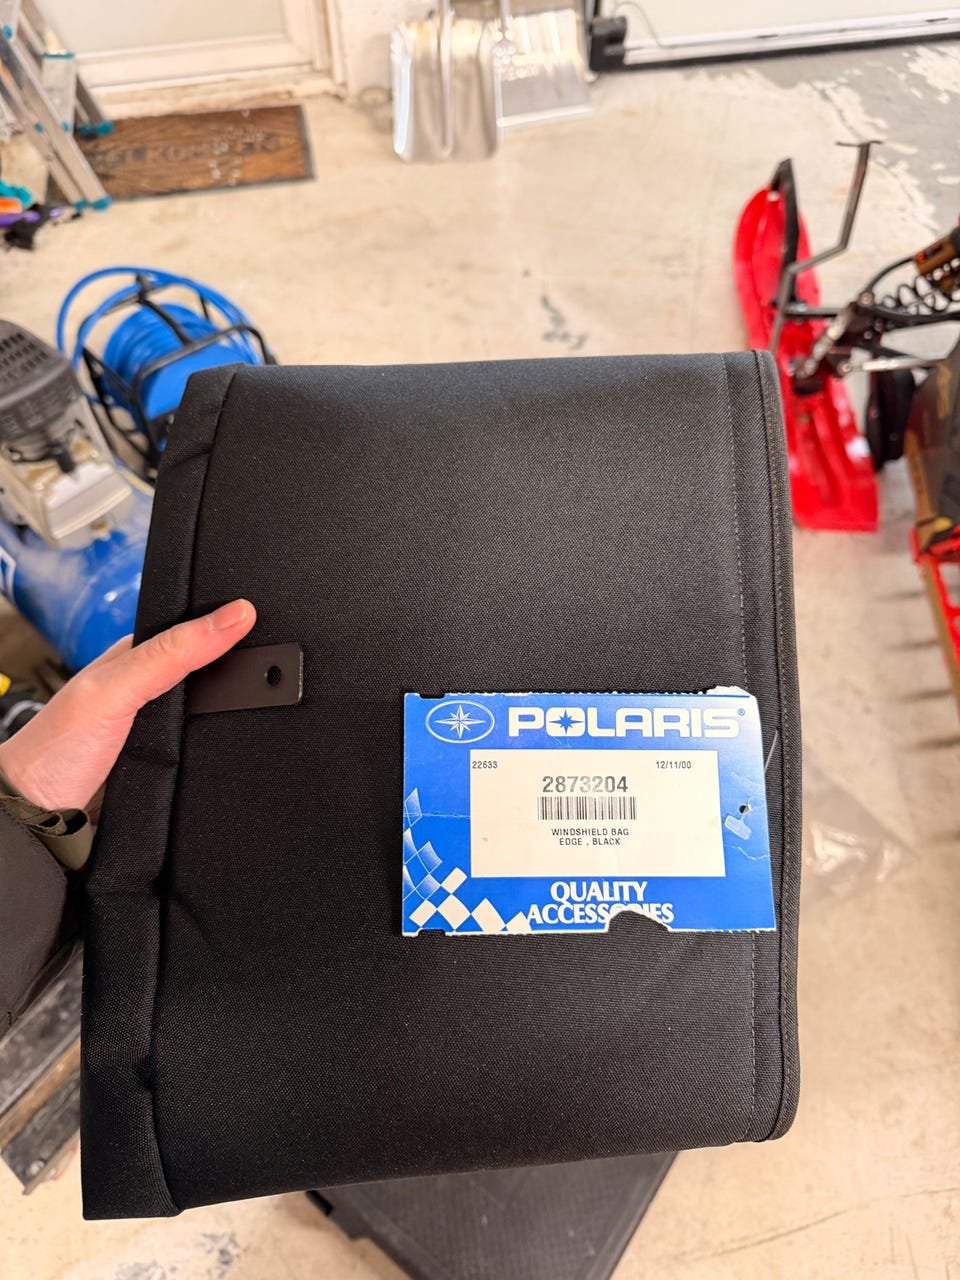 POLARIS®
22633 12/11/00
2873204
WINDSHIELD BAG
EDGE , BLACK
QUALITY
ACCESSORIES